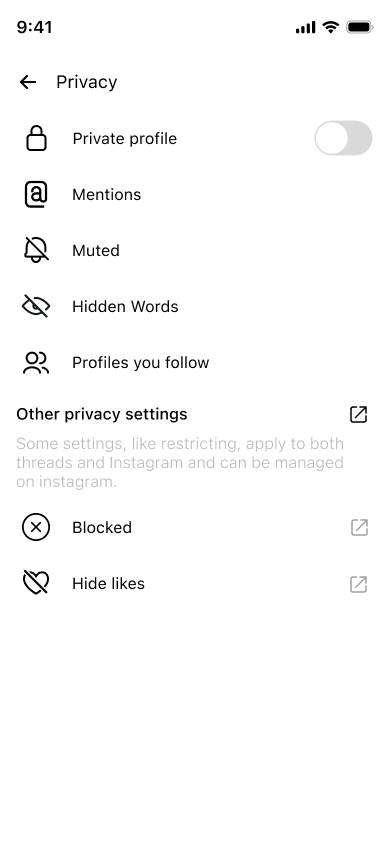 9:41
Privacy
Private profile
Mentions
Muted
Hidden Words
Profiles you follow
Other privacy settings
Some settings, like restricting, apply to both
threads and Instagram and can be managed
on instagram.
Blocked
Hide likes